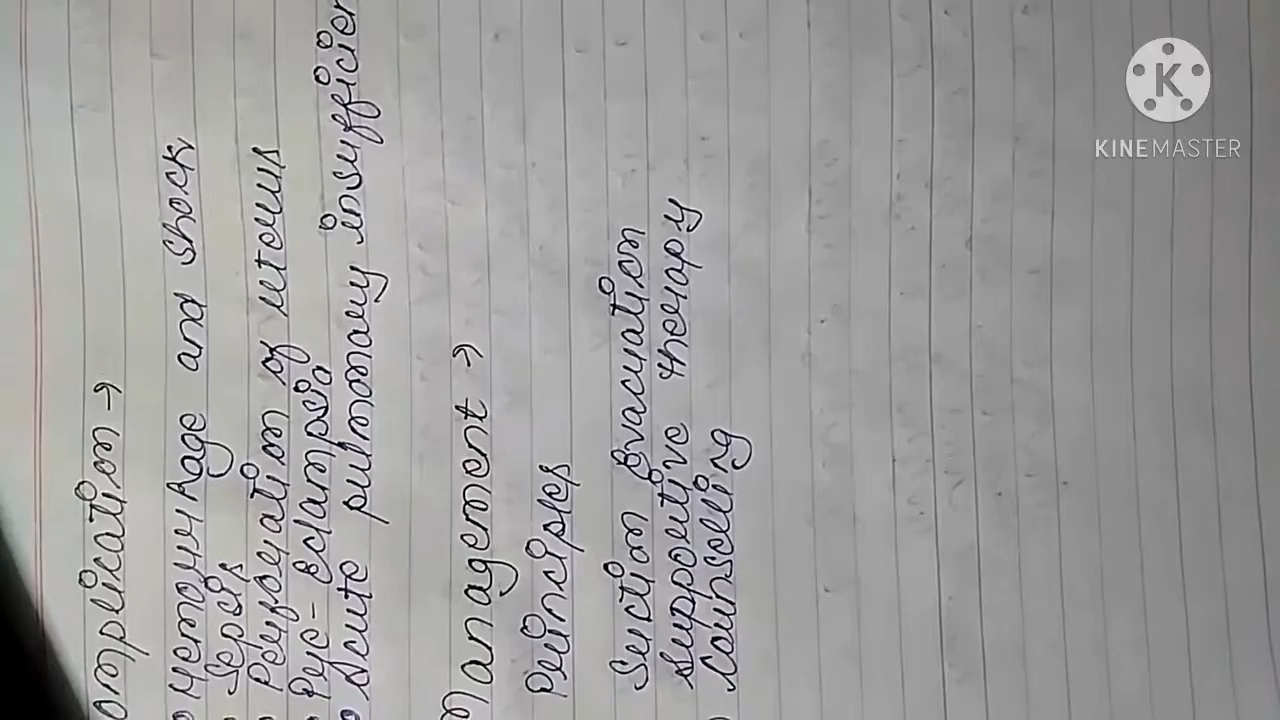 omplication →
Hemorrhage and shock
Sepsis
Perforation of uterus
Pre-Eclampsia
Acute pulmonary insufficien
Management →
Principles
Suction Evacuation
Supportive therapy
Counselling
KINEMASTER